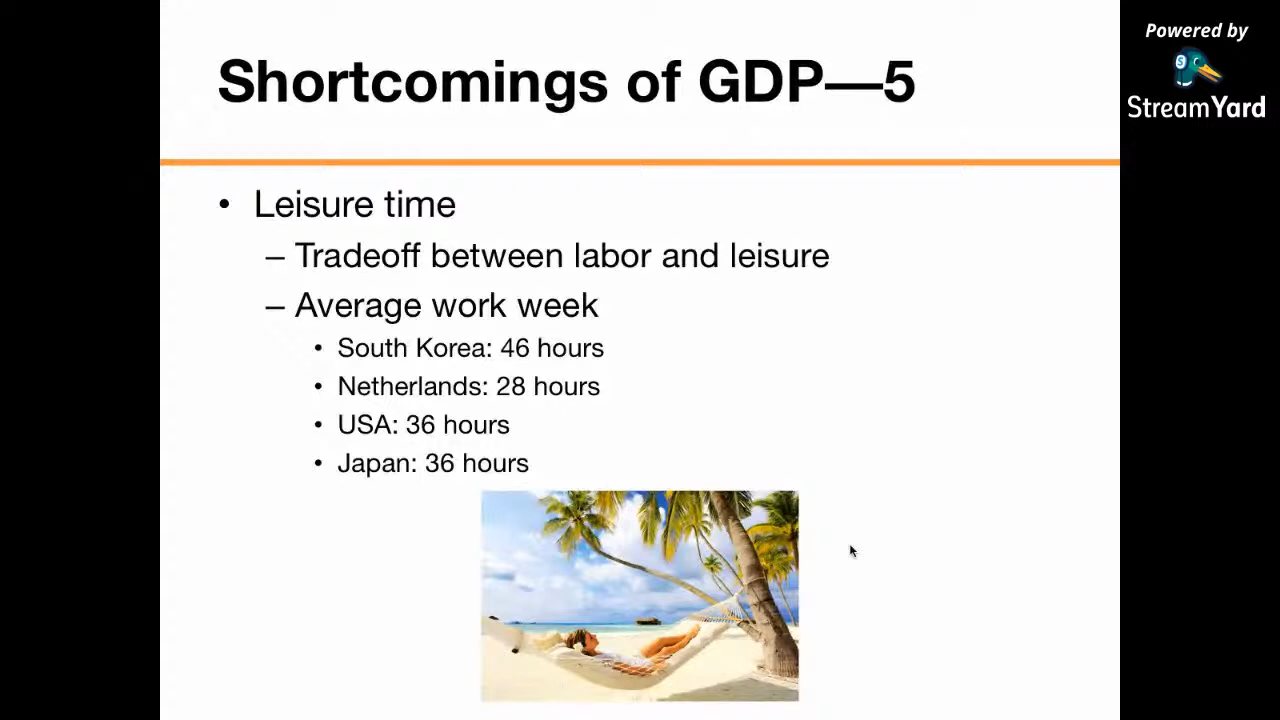 Shortcomings of GDP—5
Powered by
StreamYard
• Leisure time
– Tradeoff between labor and leisure
– Average work week
• South Korea: 46 hours
• Netherlands: 28 hours
• USA: 36 hours
• Japan: 36 hours